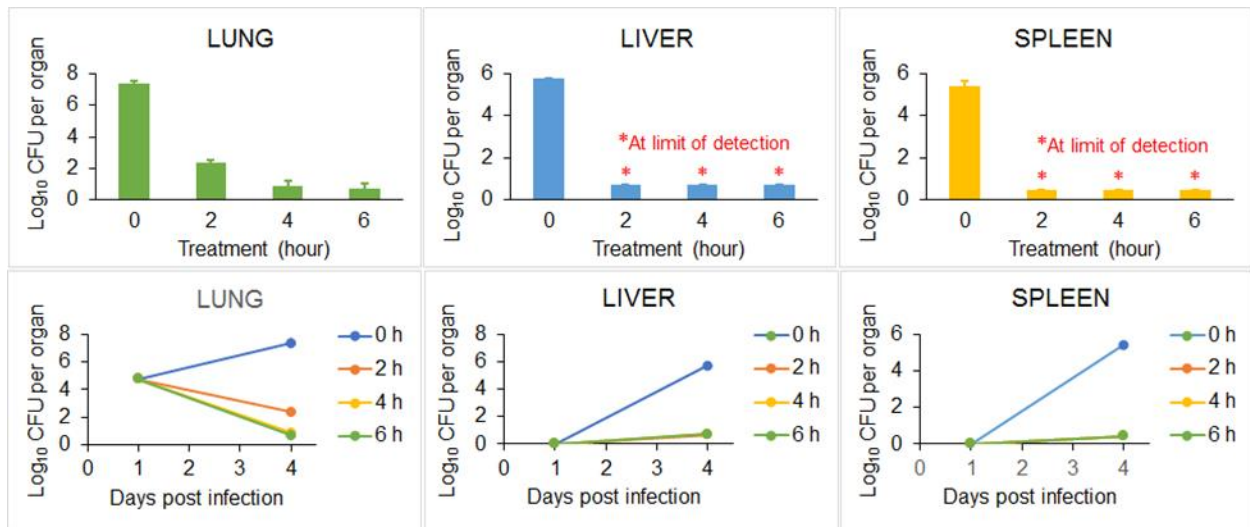 LUNG
Log₁₀ CFU per organ
8
6
4
2
0
0 2 4 6
Treatment (hour)
LIVER
Log₁₀ CFU per organ
6
4
2
0
*At limit of detection
* * *
0 2 4 6
Treatment (hour)
SPLEEN
Log₁₀ CFU per organ
6
4
2
0
*At limit of detection
* * *
0 2 4 6
Treatment (hour)
LUNG
Log₁₀ CFU per organ
8
6
4
2
0
0 1 2 3 4
Days post infection
0 h
2 h
4 h
6 h
LIVER
Log₁₀ CFU per organ
8
6
4
2
0
0 1 2 3 4
Days post infection
0 h
2 h
4 h
6 h
SPLEEN
Log₁₀ CFU per organ
6
4
2
0
0 1 2 3 4
Days post infection
0 h
2 h
4 h
6 h